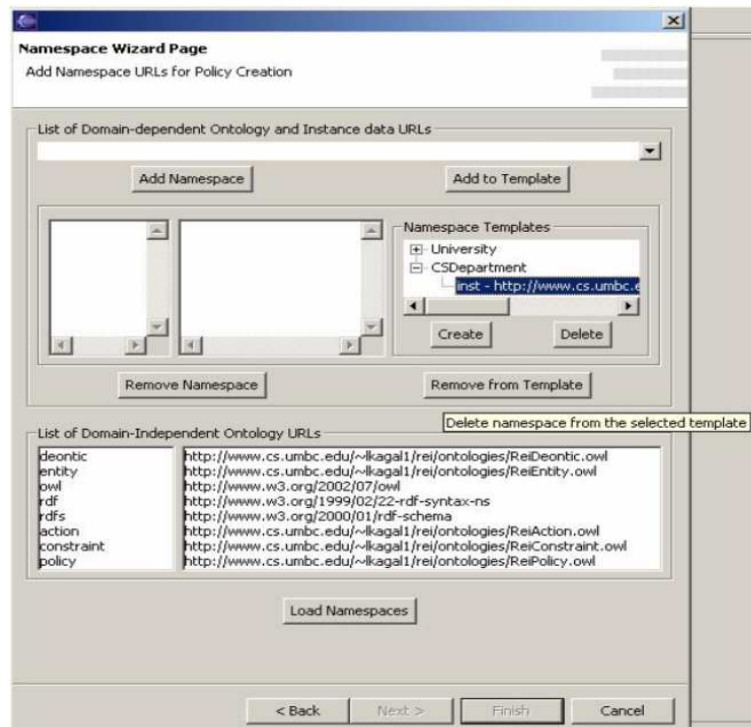 Namespace Wizard Page
Add Namespace URLs for Policy Creation
List of Domain-dependent Ontology and Instance data URLs
Add Namespace
Add to Template
Namespace Templates
University
CSDepartment
inst - http://www.cs.umbc.e
Create
Delete
Remove Namespace
Remove from Template
Delete namespace from the selected template
List of Domain-Independent Ontology URLs
deontic http://www.cs.umbc.edu/~lkagal1/rei/ontologies/ReiDeontic.owl
entity http://www.cs.umbc.edu/~lkagal1/rei/ontologies/ReiEntity.owl
owl http://www.w3.org/2002/07/owl
rdf http://www.w3.org/1999/02/22-rdf-syntax-ns
rdfs http://www.w3.org/2000/01/rdf-schema
action http://www.cs.umbc.edu/~lkagal1/rei/ontologies/ReiAction.owl
constraint http://www.cs.umbc.edu/~lkagal1/rei/ontologies/ReiConstraint.owl
policy http://www.cs.umbc.edu/~lkagal1/rei/ontologies/ReiPolicy.owl
Load Namespaces
< Back
Next >
Finish
Cancel